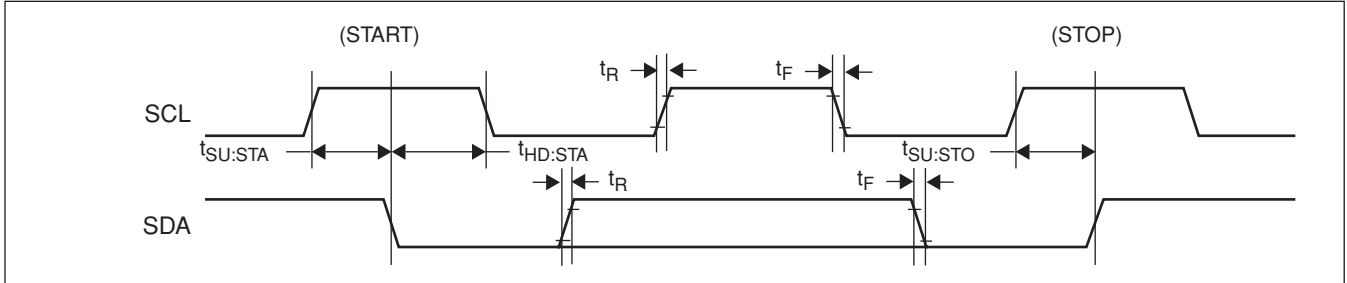 (START) (STOP)
tR tF
SCL
tSU:STA tHD:STA tSU:STO
tR tF
SDA